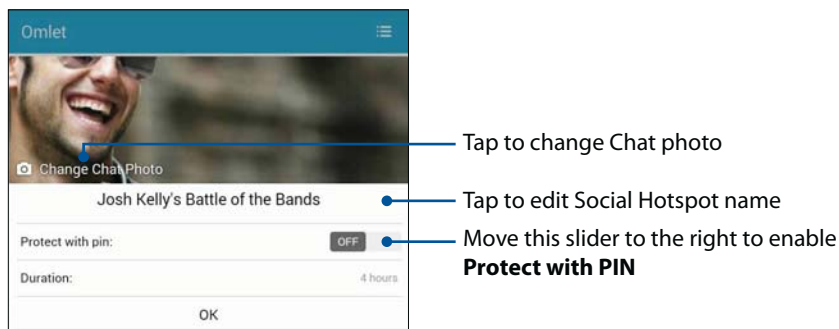 Omlet
Change Chat Photo
Tap to change Chat photo
Josh Kelly's Battle of the Bands
Tap to edit Social Hotspot name
Protect with pin:
OFF
Move this slider to the right to enable
Protect with PIN
Duration:
4 hours
OK